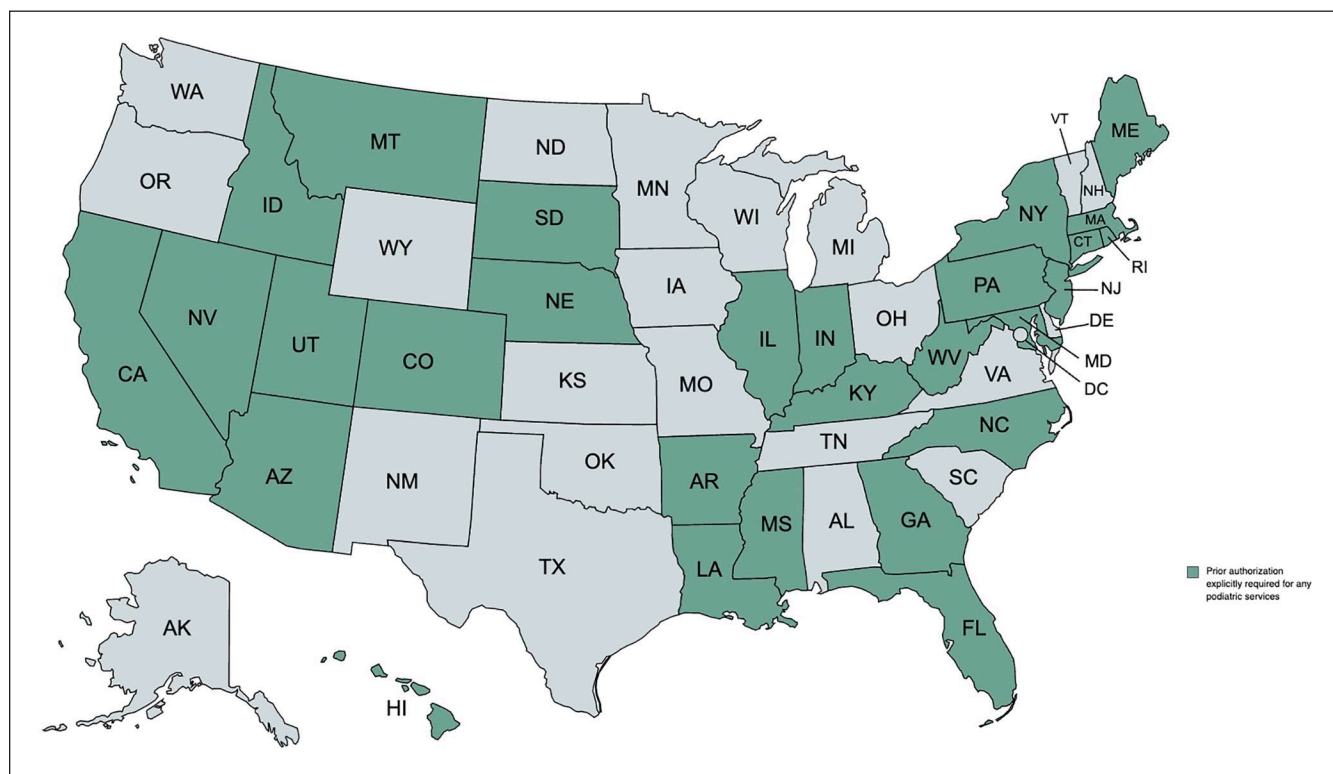 WA
MT
ND
MN
VT
ME
OR
ID
SD
WI
MI
NY
NH
MA
WY
CT
RI
IA
PA
NJ
NE
NV
OH
DE
IL
IN
UT
WV
MD
CA
CO
KS
MO
VA
DC
KY
NC
TN
AZ
NM
OK
AR
SC
MS
AL
GA
TX
LA
Prior authorization
explicitly required for any
podiatric services
AK
FL
HI